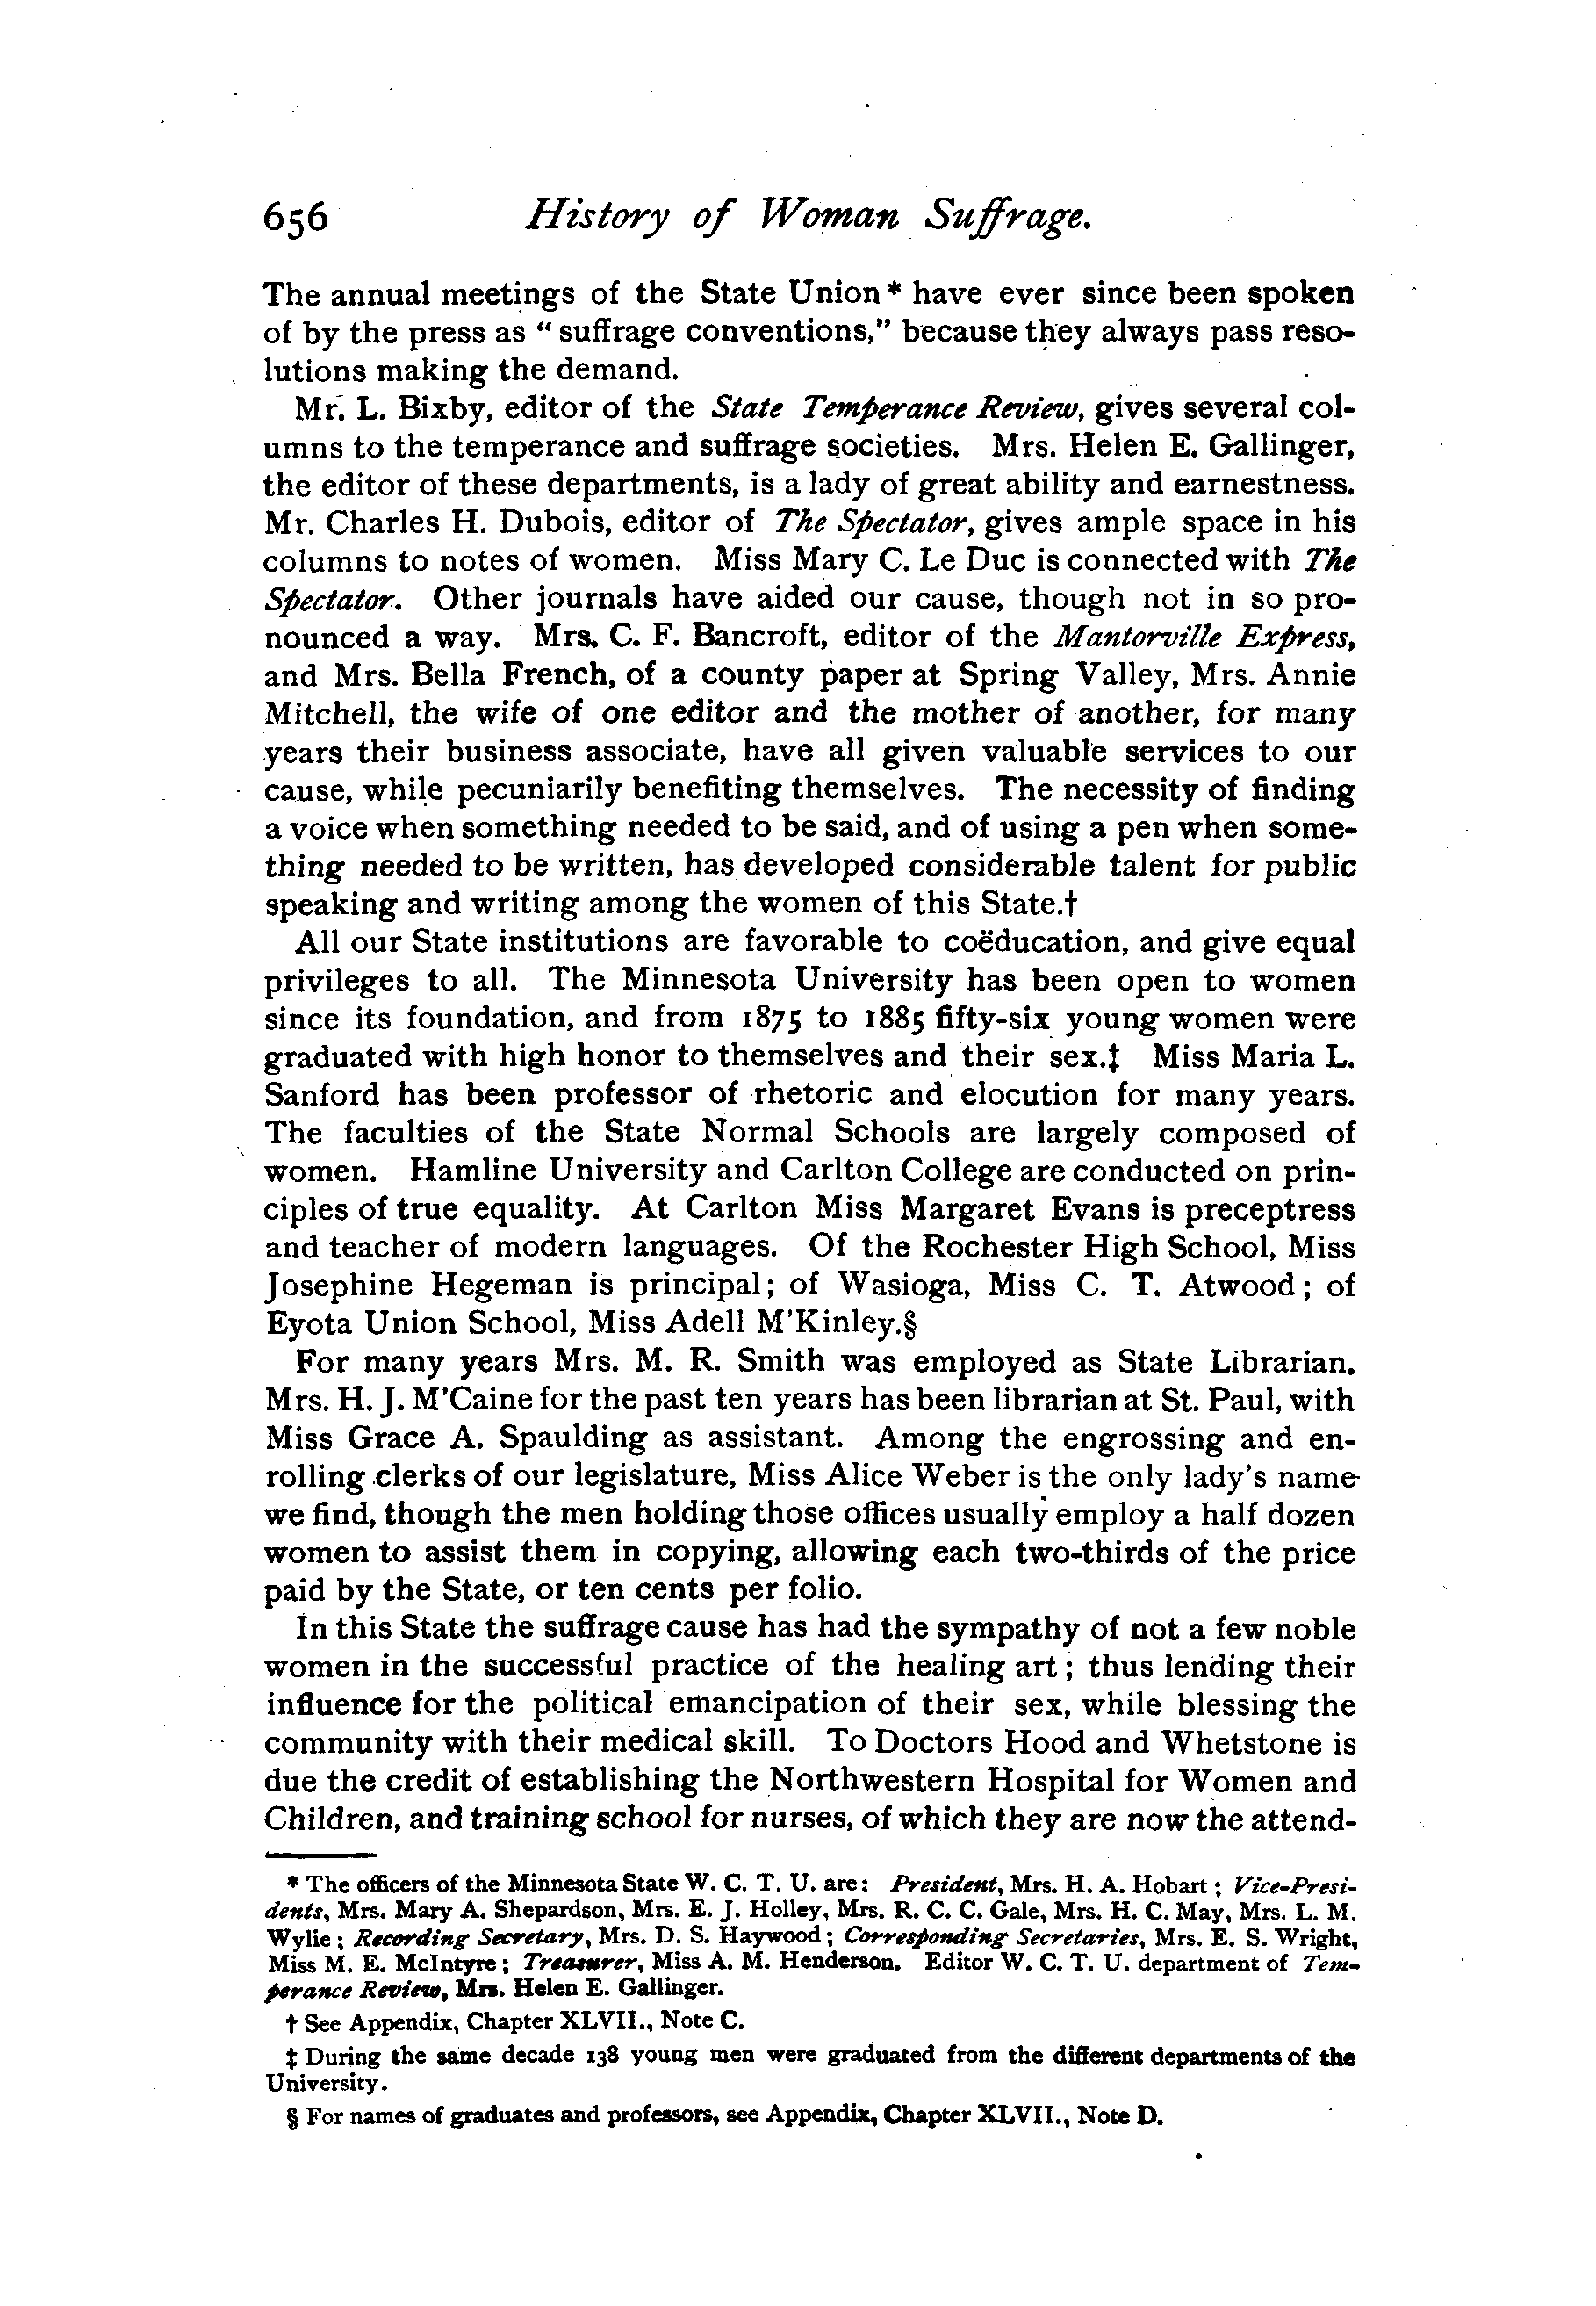 656 History of Woman Suffrage.
The annual meetings of the State Union * have ever since been spoken
of by the press as “ suffrage conventions,” because they always pass reso-
lutions making the demand.
Mr. L. Bixby, editor of the State Temperance Review, gives several col-
umns to the temperance and suffrage societies. Mrs. Helen E. Gallinger,
the editor of these departments, is a lady of great ability and earnestness.
Mr. Charles H. Dubois, editor of The Spectator, gives ample space in his
columns to notes of women. Miss Mary C. Le Duc is connected with The
Spectator. Other journals have aided our cause, though not in so pro-
nounced a way. Mrs. C. F. Bancroft, editor of the Mantorville Express,
and Mrs. Bella French, of a county paper at Spring Valley, Mrs. Annie
Mitchell, the wife of one editor and the mother of another, for many
years their business associate, have all given valuable services to our
cause, while pecuniarily benefiting themselves. The necessity of finding
a voice when something needed to be said, and of using a pen when some-
thing needed to be written, has developed considerable talent for public
speaking and writing among the women of this State.†
All our State institutions are favorable to coëducation, and give equal
privileges to all. The Minnesota University has been open to women
since its foundation, and from 1875 to 1885 fifty-six young women were
graduated with high honor to themselves and their sex.‡ Miss Maria L.
Sanford has been professor of rhetoric and elocution for many years.
The faculties of the State Normal Schools are largely composed of
women. Hamline University and Carlton College are conducted on prin-
ciples of true equality. At Carlton Miss Margaret Evans is preceptress
and teacher of modern languages. Of the Rochester High School, Miss
Josephine Hegeman is principal; of Wasioga, Miss C. T. Atwood; of
Eyota Union School, Miss Adell M'Kinley.§
For many years Mrs. M. R. Smith was employed as State Librarian.
Mrs. H. J. M'Caine for the past ten years has been librarian at St. Paul, with
Miss Grace A. Spaulding as assistant. Among the engrossing and en-
rolling clerks of our legislature, Miss Alice Weber is the only lady's name
we find, though the men holding those offices usually employ a half dozen
women to assist them in copying, allowing each two-thirds of the price
paid by the State, or ten cents per folio.
In this State the suffrage cause has had the sympathy of not a few noble
women in the successful practice of the healing art; thus lending their
influence for the political emancipation of their sex, while blessing the
community with their medical skill. To Doctors Hood and Whetstone is
due the credit of establishing the Northwestern Hospital for Women and
Children, and training school for nurses, of which they are now the attend-
* The officers of the Minnesota State W. C. T. U. are: President, Mrs. H. A. Hobart; Vice-Presi-
dents, Mrs. Mary A. Shepardson, Mrs. E. J. Holley, Mrs. R. C. C. Gale, Mrs. H. C. May, Mrs. L. M.
Wylie; Recording Secretary, Mrs. D. S. Haywood; Corresponding Secretaries, Mrs. E. S. Wright,
Miss M. E. McIntyre; Treasurer, Miss A. M. Henderson. Editor W. C. T. U. department of Tem-
perance Review, Mrs. Helen E. Gallinger.
† See Appendix, Chapter XLVII., Note C.
‡ During the same decade 138 young men were graduated from the different departments of the
University.
§ For names of graduates and professors, see Appendix, Chapter XLVII., Note D.